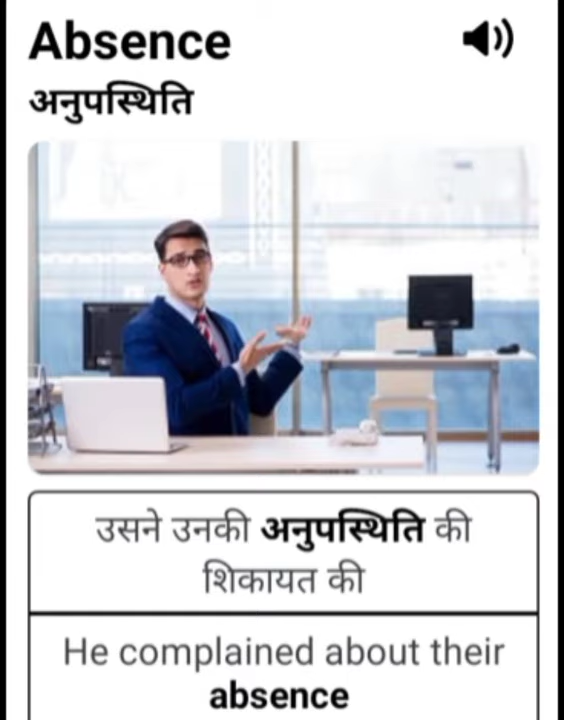 Absence
अनुपस्थिति
उसने उनकी अनुपस्थिति की
शिकायत की
He complained about their
absence